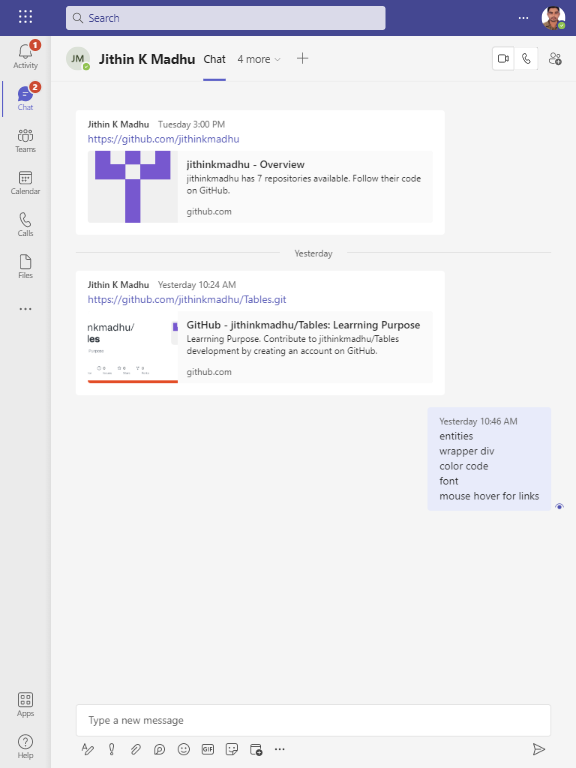 Search
1
Activity
2
Chat
Teams
Calendar
Calls
Files
Apps
Help
JM
Jithin K Madhu
Chat
4 more
Jithin K Madhu Tuesday 3:00 PM
https://github.com/jithinkmadhu
jithinkmadhu - Overview
jithinkmadhu has 7 repositories available. Follow their code
on GitHub.
github.com
Yesterday
Jithin K Madhu Yesterday 10:24 AM
https://github.com/jithinkmadhu/Tables.git
nkmadhu/
les
GitHub - jithinkmadhu/Tables: Learrning Purpose
Learrning Purpose. Contribute to jithinkmadhu/Tables
development by creating an account on GitHub.
github.com
Yesterday 10:46 AM
entities
wrapper div
color code
font
mouse hover for links
Type a new message
GIF